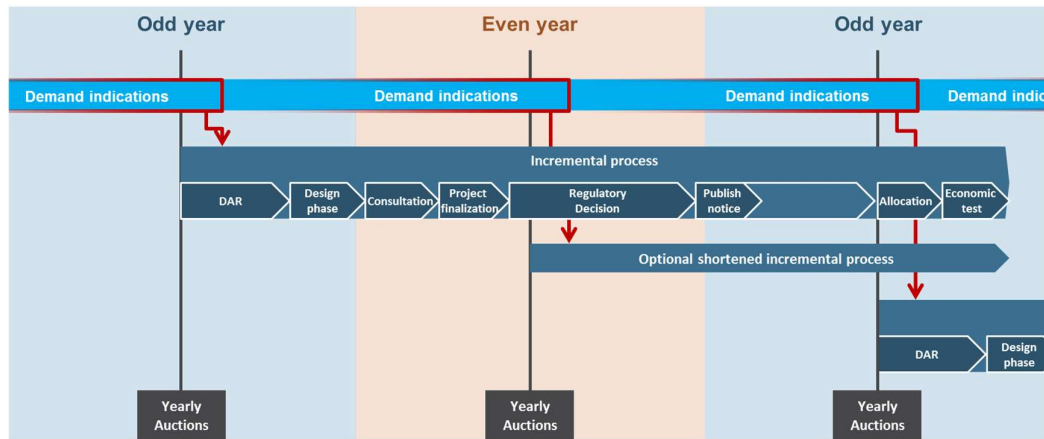 Odd year
Even year
Odd year
Demand indications
Demand indications
Demand indications
Demand indic
Incremental process
DAR
Design
phase
Consultation
Project
finalization
Regulatory
Decision
Publish
notice
Allocation
Economic
test
Optional shortened incremental process
DAR
Design
phase
Yearly
Auctions
Yearly
Auctions
Yearly
Auctions